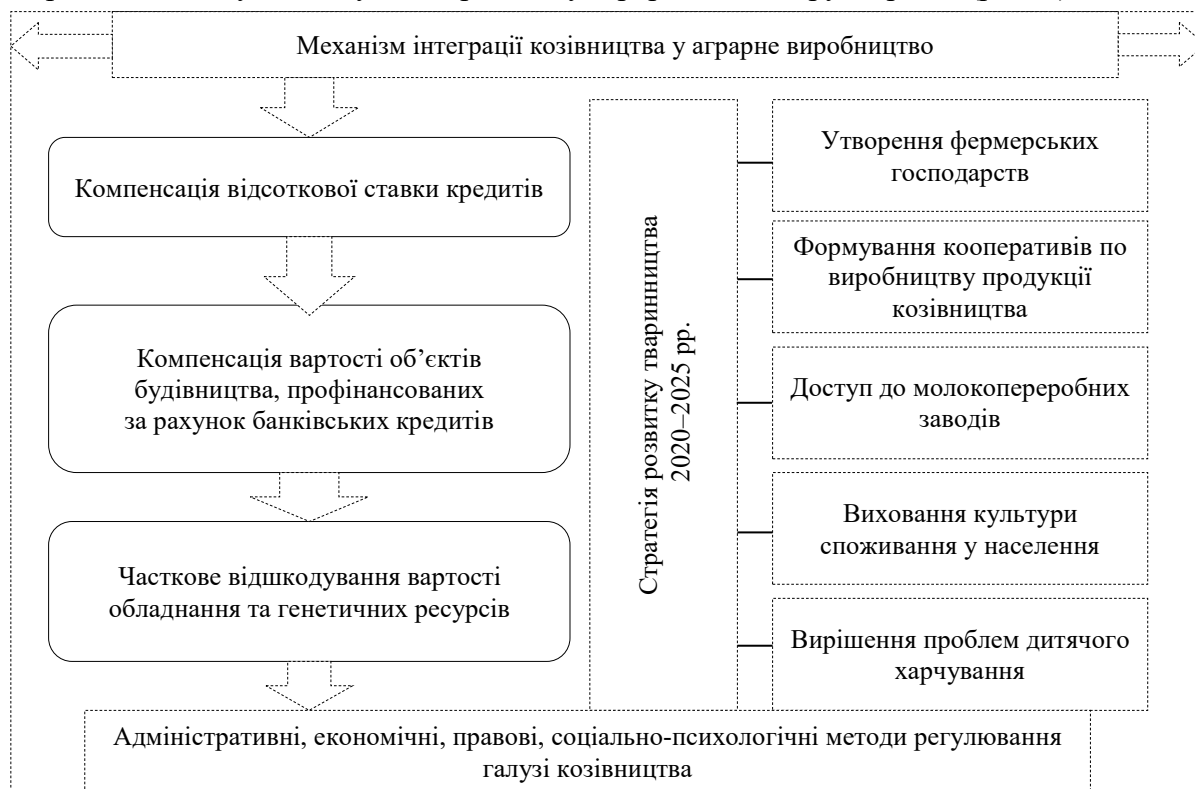 Механізм інтеграції козівництва у аграрне виробництво
Компенсація відсоткової ставки кредитів
Компенсація вартості об’єктів
будівництва, профінансованих
за рахунок банківських кредитів
Часткове відшкодування вартості
обладнання та генетичних ресурсів
Стратегія розвитку тваринництва
2020–2025 рр.
Утворення фермерських
господарств
Формування кооперативів по
виробництву продукції
козівництва
Доступ до молокопереробних
заводів
Виховання культури
споживання у населення
Вирішення проблем дитячого
харчування
Адміністративні, економічні, правові, соціально-психологічні методи регулювання
галузі козівництва